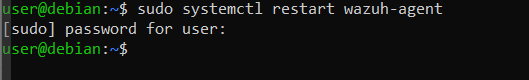 user@debian:~$ sudo systemctl restart wazuh-agent
[sudo] password for user:
user@debian:~$